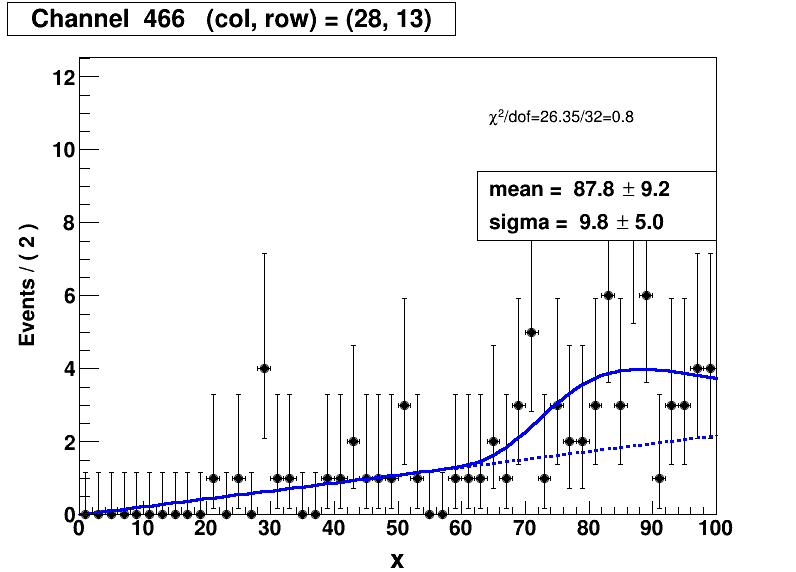 Channel 466 (col, row) = (28, 13)
χ²/dof=26.35/32=0.8
mean = 87.8 ± 9.2
sigma = 9.8 ± 5.0
Events / ( 2 )
12
10
8
6
4
2
0
0 10 20 30 40 50 60 70 80 90 100
x